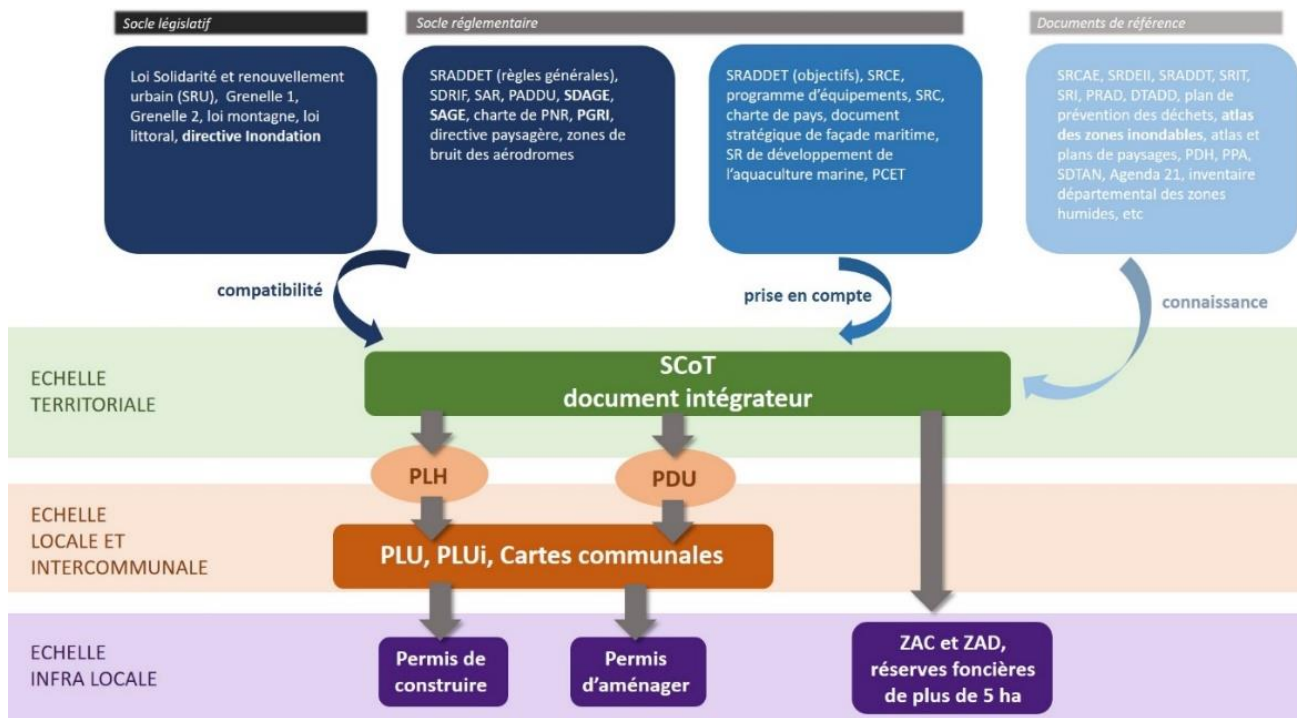 Socle législatif
Socle réglementaire
Documents de référence
Loi Solidarité et renouvellement
urbain (SRU),  Grenelle 1,
Grenelle 2, loi montagne, loi
littoral, directive Inondation
SRADDET (règles générales),
SDRIF, SAR, PADDU, SDAGE,
SAGE, charte de PNR, PGRI,
directive paysagère, zones de
bruit des aérodromes
SRADDET (objectifs), SRCE,
programme d'équipements, SRC,
charte de pays, document
stratégique de façade maritime,
SR de développement de
l'aquaculture marine, PCET
SRCAE, SRDEII, SRADDT, SRIT,
SRI, PRAD, DTADD, plan de
prévention des déchets, atlas
des zones inondables, atlas et
plans de paysages, PDH, PPA,
SDTAN, Agenda 21, inventaire
départemental des zones
humides, etc
compatibilité
prise en compte
connaissance
ECHELLE
TERRITORIALE
SCoT
document intégrateur
PLH
PDU
ECHELLE
LOCALE ET
INTERCOMMUNALE
PLU, PLUi, Cartes communales
ECHELLE
INFRA LOCALE
Permis de
construire
Permis
d'aménager
ZAC et ZAD,
réserves foncières
de plus de 5 ha